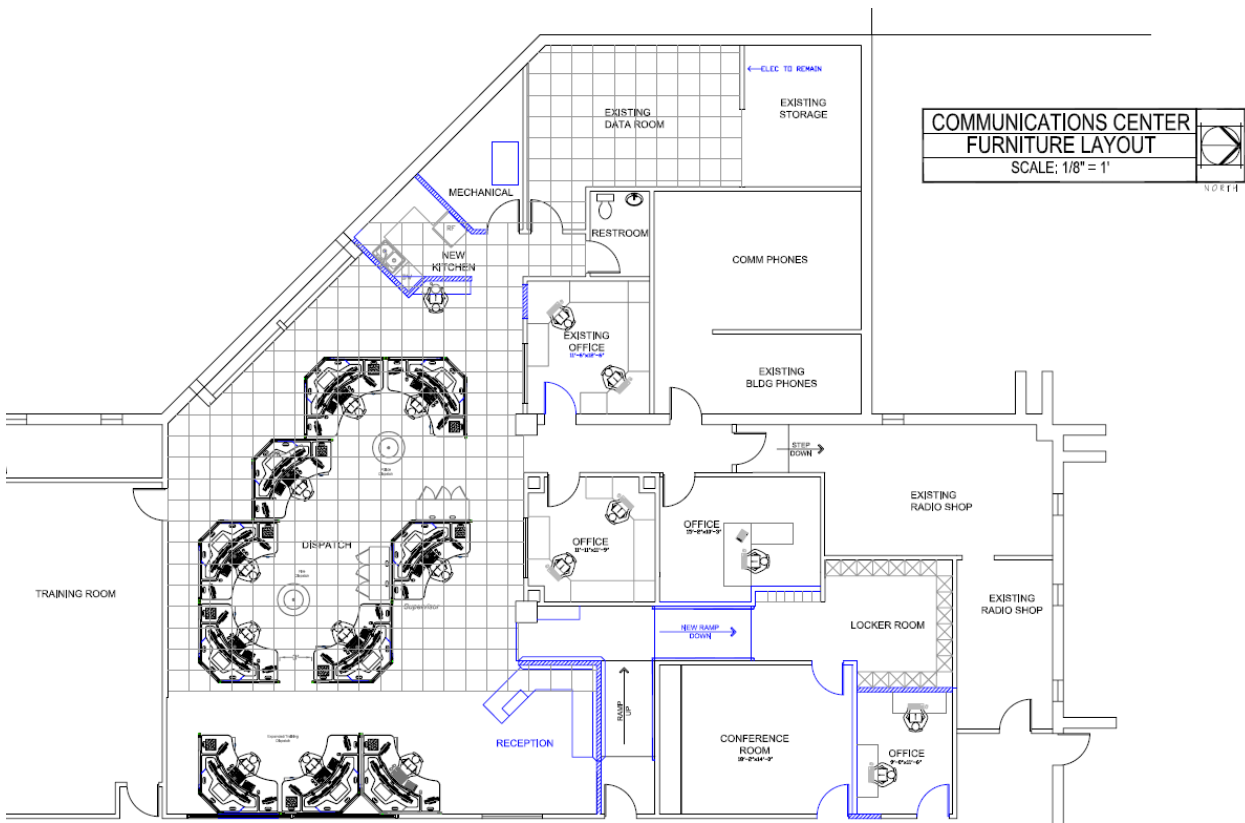 ELEC TO REMAIN
EXISTING
STORAGE
EXISTING
DATA ROOM
COMMUNICATIONS CENTER
FURNITURE LAYOUT
SCALE; 1/8" = 1'
NORTH
MECHANICAL
RF
RESTROOM
NEW
KITCHEN
COMM PHONES
EXISTING
OFFICE
EXISTING
BLDG PHONES
STEP
DOWN
EXISTING
RADIO SHOP
OFFICE
OFFICE
DISPATCH
TRAINING ROOM
Supervisor
EXISTING
RADIO SHOP
NEW RAMP
DOWN
LOCKER ROOM
RAMP
UP
RECEPTION
CONFERENCE
ROOM
OFFICE